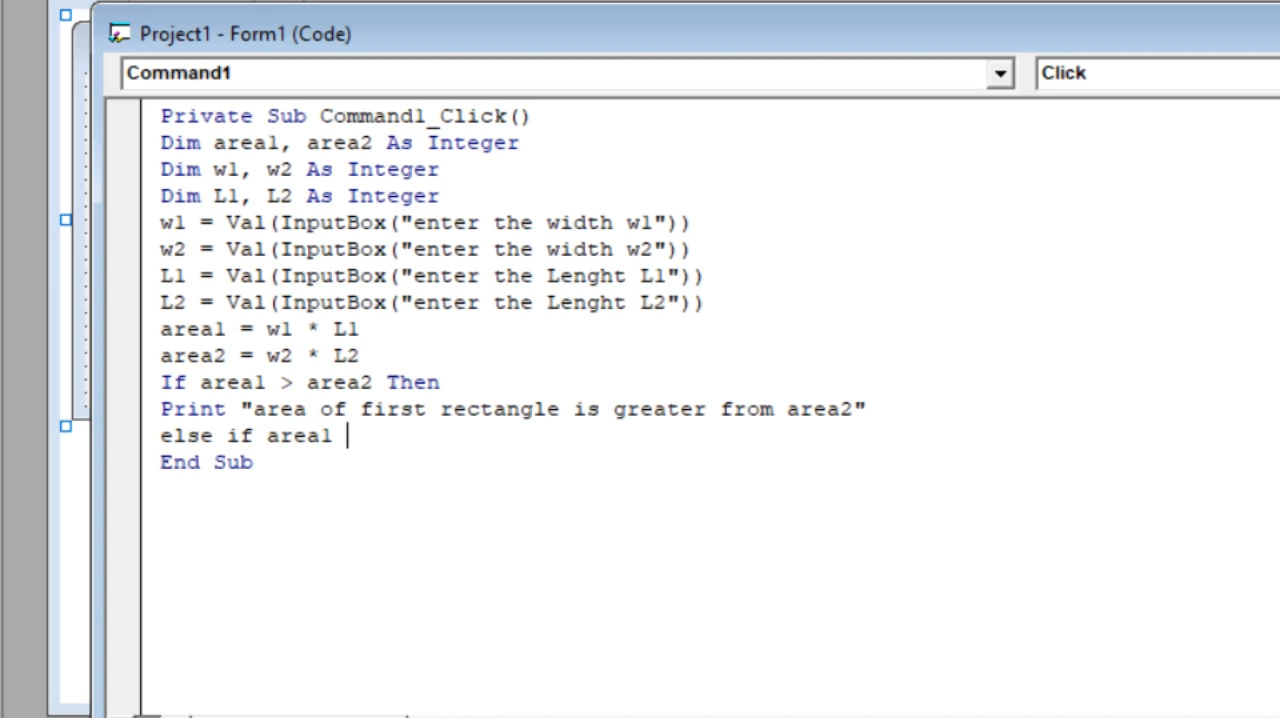 Project1 - Form1 (Code)
Command1
Click
Private Sub Command1_Click()
Dim area1, area2 As Integer
Dim w1, w2 As Integer
Dim L1, L2 As Integer
w1 = Val(InputBox("enter the width w1"))
w2 = Val(InputBox("enter the width w2"))
L1 = Val(InputBox("enter the Lenght L1"))
L2 = Val(InputBox("enter the Lenght L2"))
area1 = w1 * L1
area2 = w2 * L2
If area1 > area2 Then
Print "area of first rectangle is greater from area2"
else if area1
End Sub